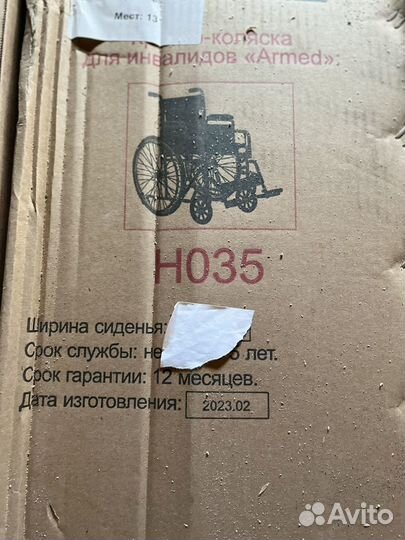 Мест: 13
-коляска
для инвалидов «Armed»:
H035
Ширина сиденья:
Срок службы: не 5 лет.
Срок гарантии: 12 месяцев.
Дата изготовления: 2023.02
Avito